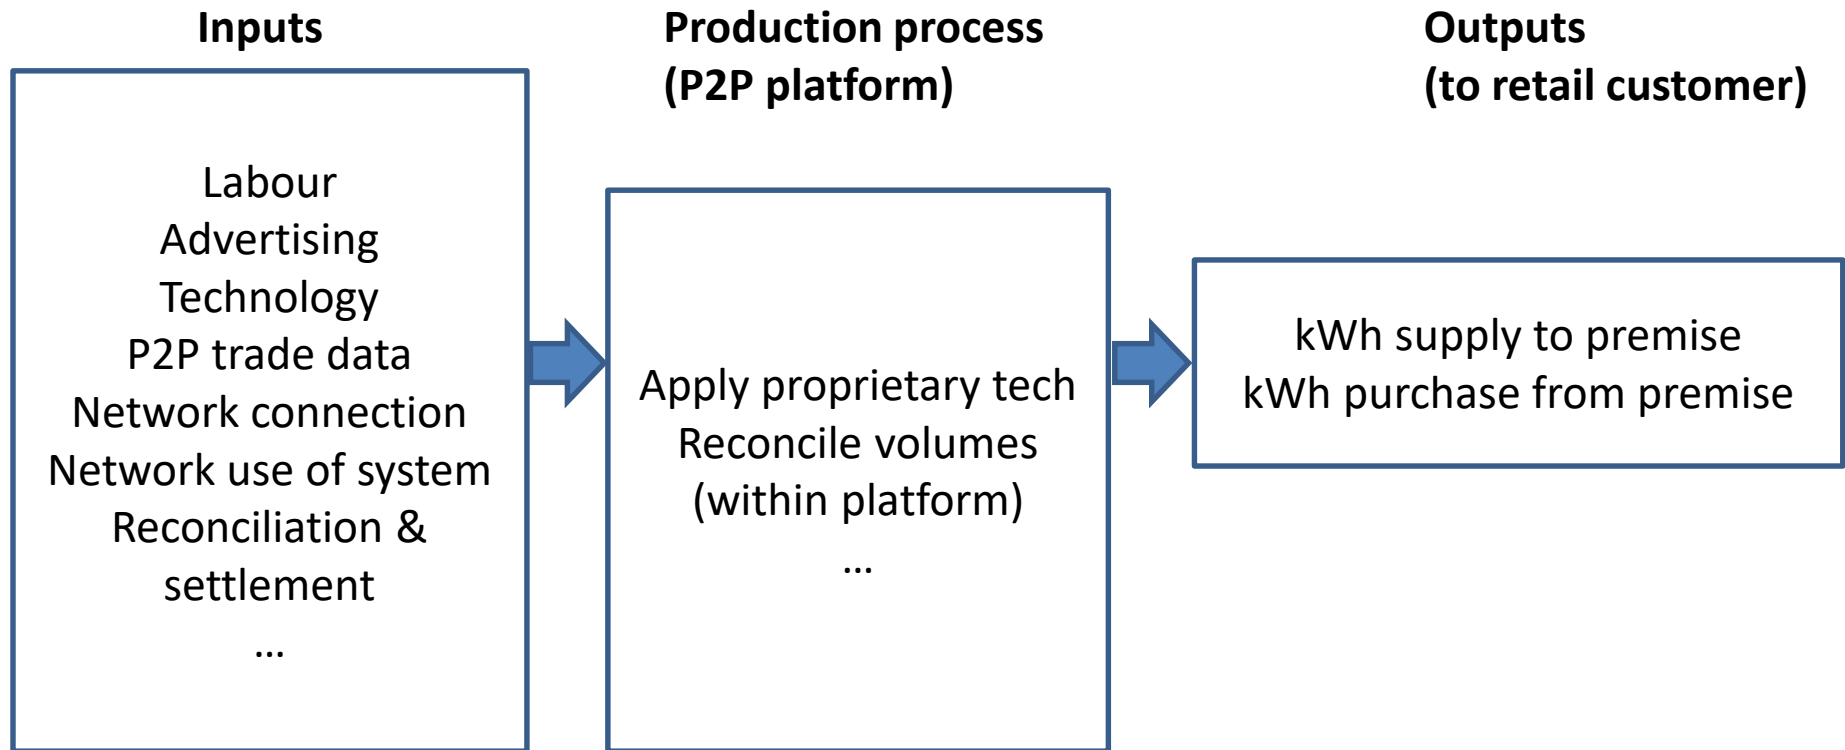 Inputs
Labour
Advertising
Technology
P2P trade data
Network connection
Network use of system
Reconciliation &
settlement
…
Production process
(P2P platform)
Apply proprietary tech
Reconcile volumes
(within platform)
…
Outputs
(to retail customer)
kWh supply to premise
kWh purchase from premise